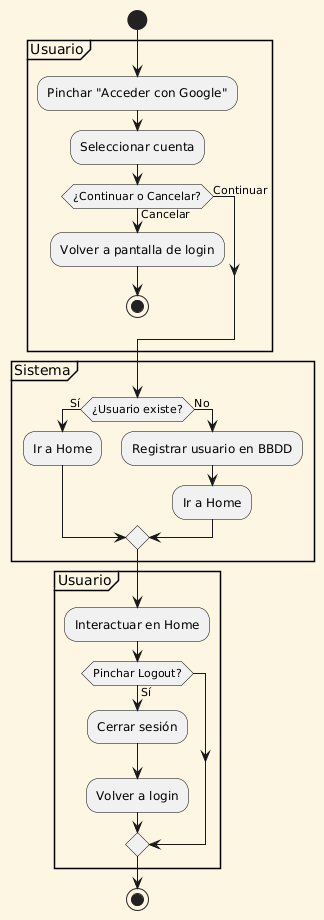 Usuario
Pinchar "Acceder con Google"
Seleccionar cuenta
¿Continuar o Cancelar?
Continuar
Cancelar
Volver a pantalla de login
Sistema
¿Usuario existe?
Sí
No
Ir a Home
Registrar usuario en BBDD
Ir a Home
Usuario
Interactuar en Home
Pinchar Logout?
Sí
Cerrar sesión
Volver a login